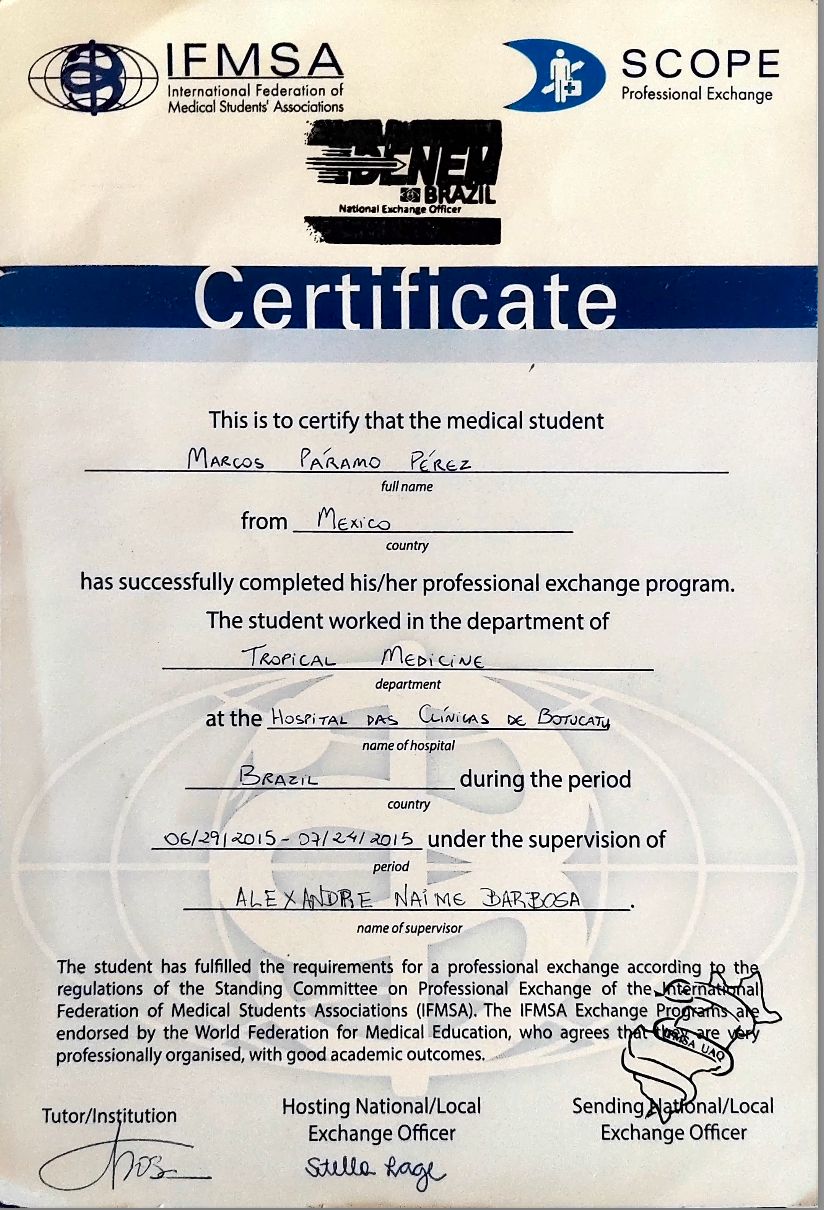 IFMSA
International Federation of
Medical Students' Associations
SCOPE
Professional Exchange
DENEM
BRAZIL
National Exchange Officer
Certificate
This is to certify that the medical student
MARCOS PÁRAMO PÉREZ
full name
from MEXICO
country
has successfully completed his/her professional exchange program.
The student worked in the department of
TROPICAL MEDICINE
department
at the HOSPITAL DAS CLÍNICAS DE BOTUCATU
name of hospital
BRAZIL during the period
country
06/29/2015 - 07/24/2015 under the supervision of
period
ALEXANDRE NAIME BARBOSA.
name of supervisor
The student has fulfilled the requirements for a professional exchange according to the
regulations of the Standing Committee on Professional Exchange of the International
Federation of Medical Students Associations (IFMSA). The IFMSA Exchange Programs are
endorsed by the World Federation for Medical Education, who agrees that they are very
professionally organised, with good academic outcomes.
IFMSA UAQ
Tutor/Institution
Hosting National/Local
Exchange Officer
Sending National/Local
Exchange Officer
Stella Lage